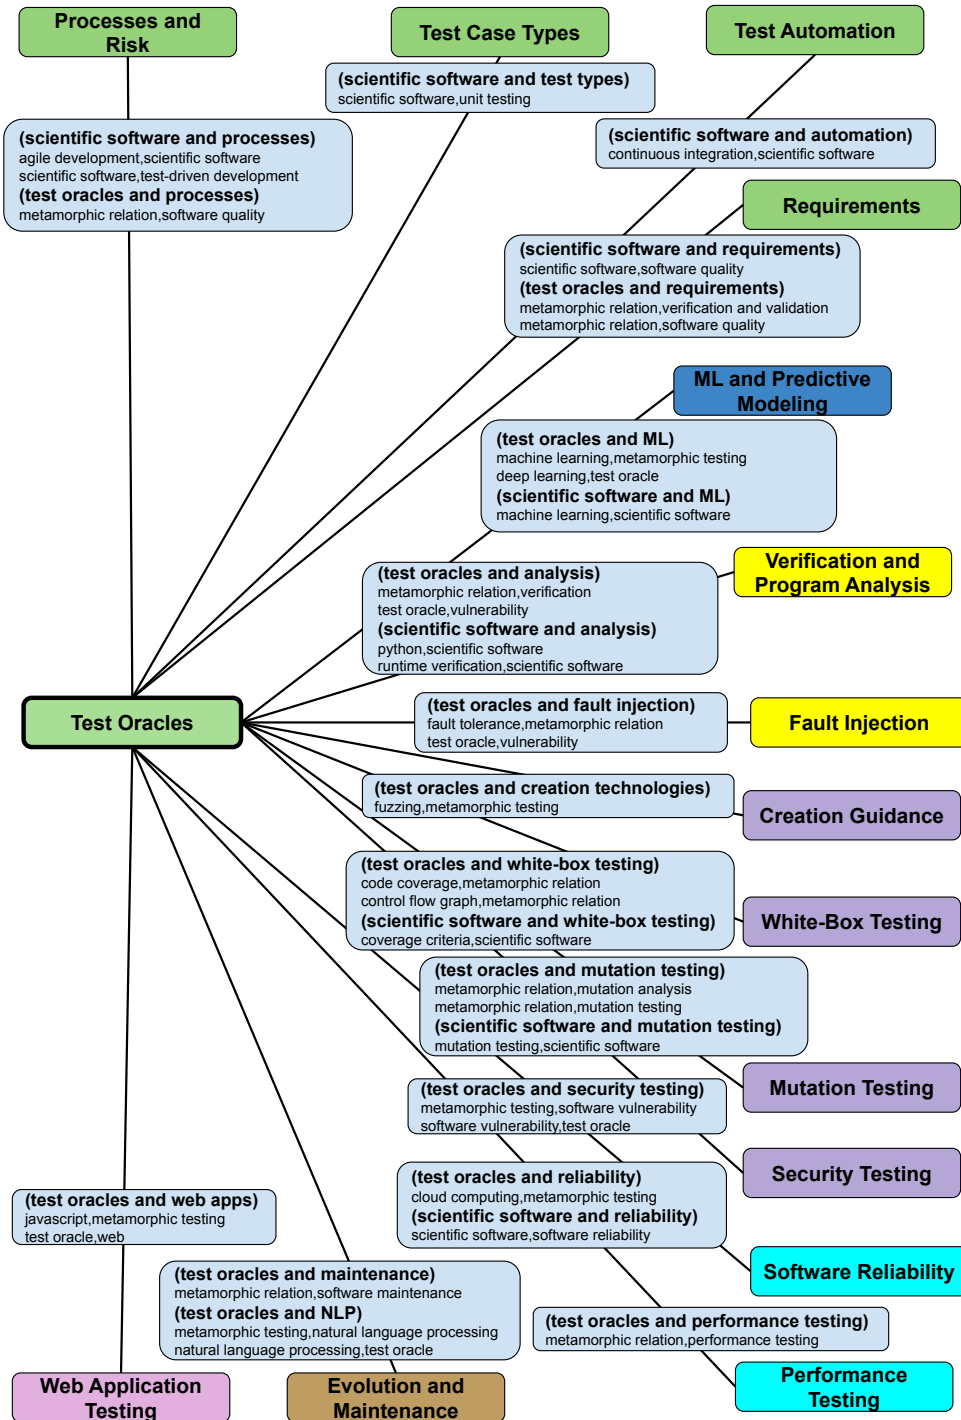 Processes and
Risk
Test Case Types
Test Automation
(scientific software and test types)
scientific software,unit testing
(scientific software and processes)
agile development,scientific software
scientific software,test-driven development
(test oracles and processes)
metamorphic relation,software quality
(scientific software and automation)
continuous integration,scientific software
Requirements
(scientific software and requirements)
scientific software,software quality
(test oracles and requirements)
metamorphic relation,verification and validation
metamorphic relation,software quality
ML and Predictive
Modeling
(test oracles and ML)
machine learning,metamorphic testing
deep learning,test oracle
(scientific software and ML)
machine learning,scientific software
Verification and
Program Analysis
(test oracles and analysis)
metamorphic relation,verification
test oracle,vulnerability
(scientific software and analysis)
python,scientific software
runtime verification,scientific software
Test Oracles
(test oracles and fault injection)
fault tolerance,metamorphic relation
test oracle,vulnerability
Fault Injection
(test oracles and creation technologies)
fuzzing,metamorphic testing
Creation Guidance
(test oracles and white-box testing)
code coverage,metamorphic relation
control flow graph,metamorphic relation
(scientific software and white-box testing)
coverage criteria,scientific software
White-Box Testing
(test oracles and mutation testing)
metamorphic relation,mutation analysis
metamorphic relation,mutation testing
(scientific software and mutation testing)
mutation testing,scientific software
Mutation Testing
(test oracles and security testing)
metamorphic testing,software vulnerability
software vulnerability,test oracle
Security Testing
(test oracles and reliability)
cloud computing,metamorphic testing
(scientific software and reliability)
scientific software,software reliability
(test oracles and web apps)
javascript,metamorphic testing
test oracle,web
Software Reliability
(test oracles and maintenance)
metamorphic relation,software maintenance
(test oracles and NLP)
metamorphic testing,natural language processing
natural language processing,test oracle
(test oracles and performance testing)
metamorphic relation,performance testing
Web Application
Testing
Evolution and
Maintenance
Performance
Testing